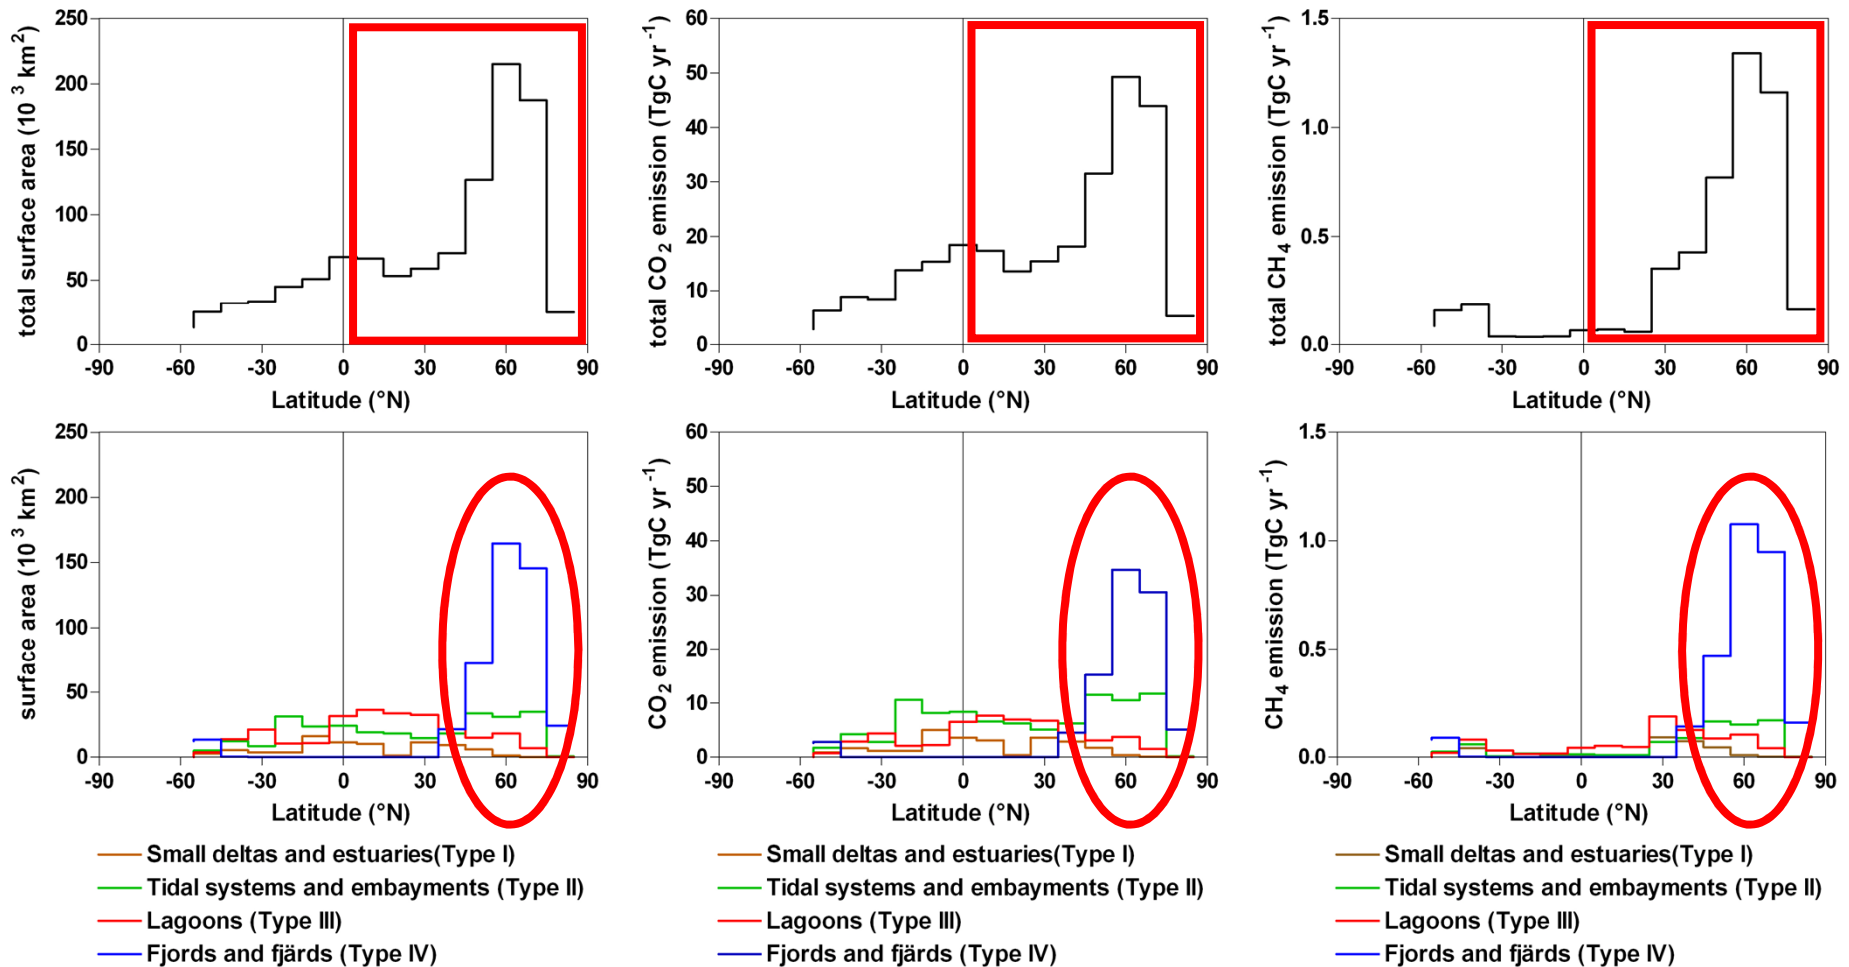 total surface area (10 ³ km²)
250
200
150
100
50
0
-90 -60 -30 0 30 60 90
Latitude (°N)
total CO₂ emission (TgC yr⁻¹)
60
50
40
30
20
10
0
-90 -60 -30 0 30 60 90
Latitude (°N)
total CH₄ emission (TgC yr⁻¹)
1.5
1.0
0.5
0.0
-90 -60 -30 0 30 60 90
Latitude (°N)
surface area (10 ³ km²)
250
200
150
100
50
0
-90 -60 -30 0 30 60 90
Latitude (°N)
Small deltas and estuaries(Type I)
Tidal systems and embayments (Type II)
Lagoons (Type III)
Fjords and fjärds (Type IV)
CO₂ emission (TgC yr⁻¹)
60
50
40
30
20
10
0
-90 -60 -30 0 30 60 90
Latitude (°N)
Small deltas and estuaries(Type I)
Tidal systems and embayments (Type II)
Lagoons (Type III)
Fjords and fjärds (Type IV)
CH₄ emission (TgC yr⁻¹)
1.5
1.0
0.5
0.0
-90 -60 -30 0 30 60 90
Latitude (°N)
Small deltas and estuaries(Type I)
Tidal systems and embayments (Type II)
Lagoons (Type III)
Fjords and fjärds (Type IV)